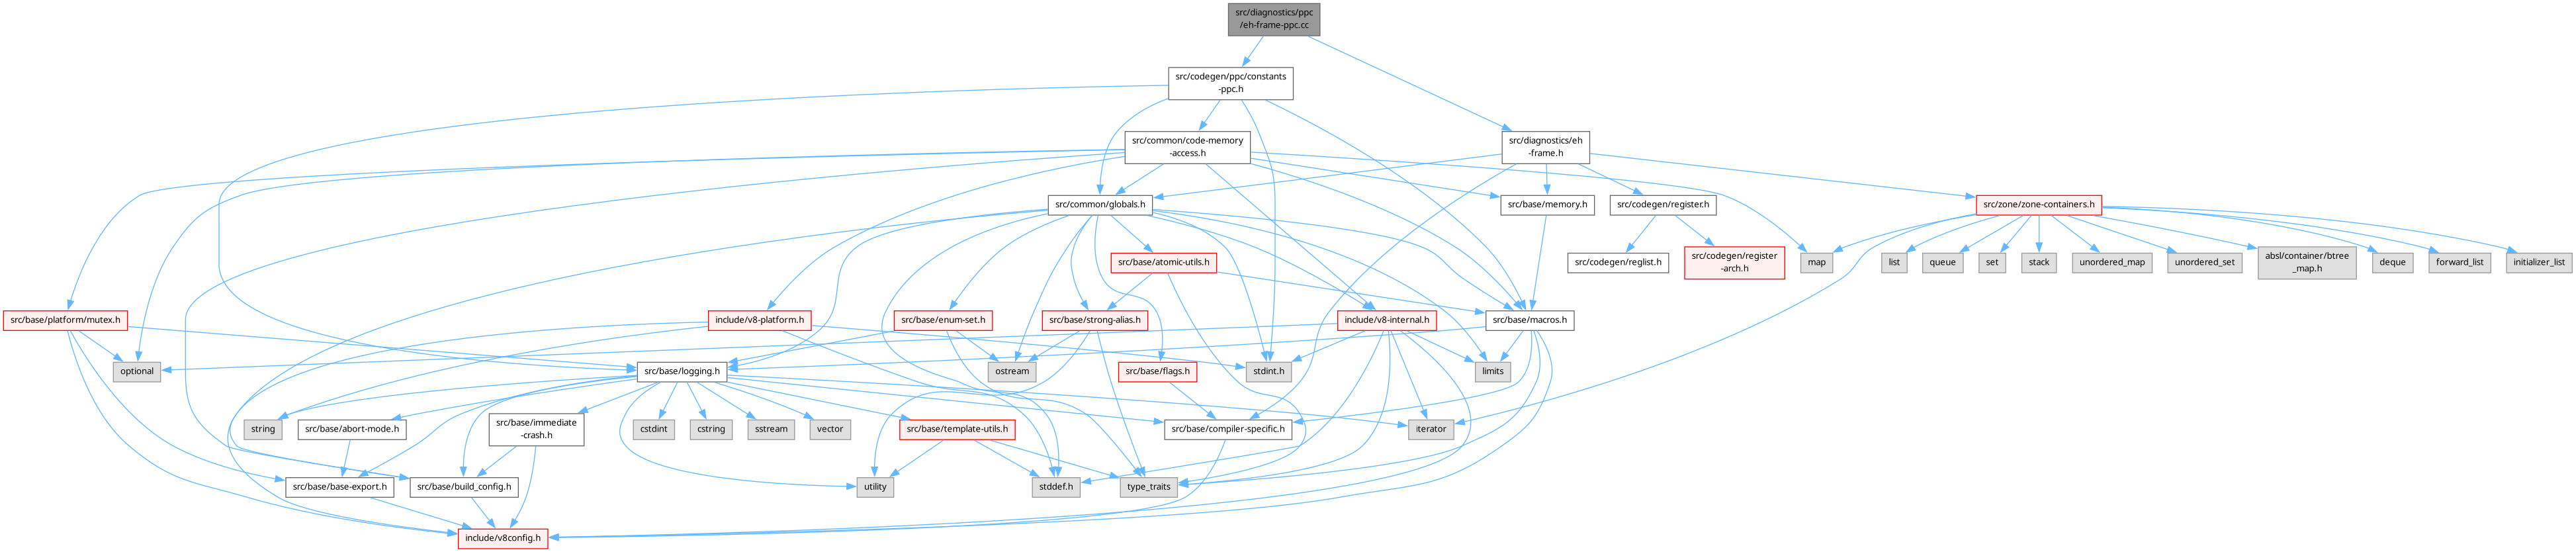 src/diagnostics/ppc
/eh-frame-ppc.cc
src/codegen/ppc/constants
-ppc.h
src/common/code-memory
-access.h
src/diagnostics/eh
-frame.h
src/common/globals.h
src/base/memory.h
src/codegen/register.h
src/zone/zone-containers.h
src/base/atomic-utils.h
src/codegen/reglist.h
src/codegen/register
-arch.h
map
list
queue
set
stack
unordered_map
unordered_set
absl/container/btree
_map.h
deque
forward_list
initializer_list
src/base/platform/mutex.h
include/v8-platform.h
src/base/enum-set.h
src/base/strong-alias.h
include/v8-internal.h
src/base/macros.h
optional
src/base/logging.h
ostream
src/base/flags.h
stdint.h
limits
string
src/base/abort-mode.h
src/base/immediate
-crash.h
cstdint
cstring
sstream
vector
src/base/template-utils.h
src/base/compiler-specific.h
iterator
src/base/base-export.h
src/base/build_config.h
utility
stddef.h
type_traits
include/v8config.h